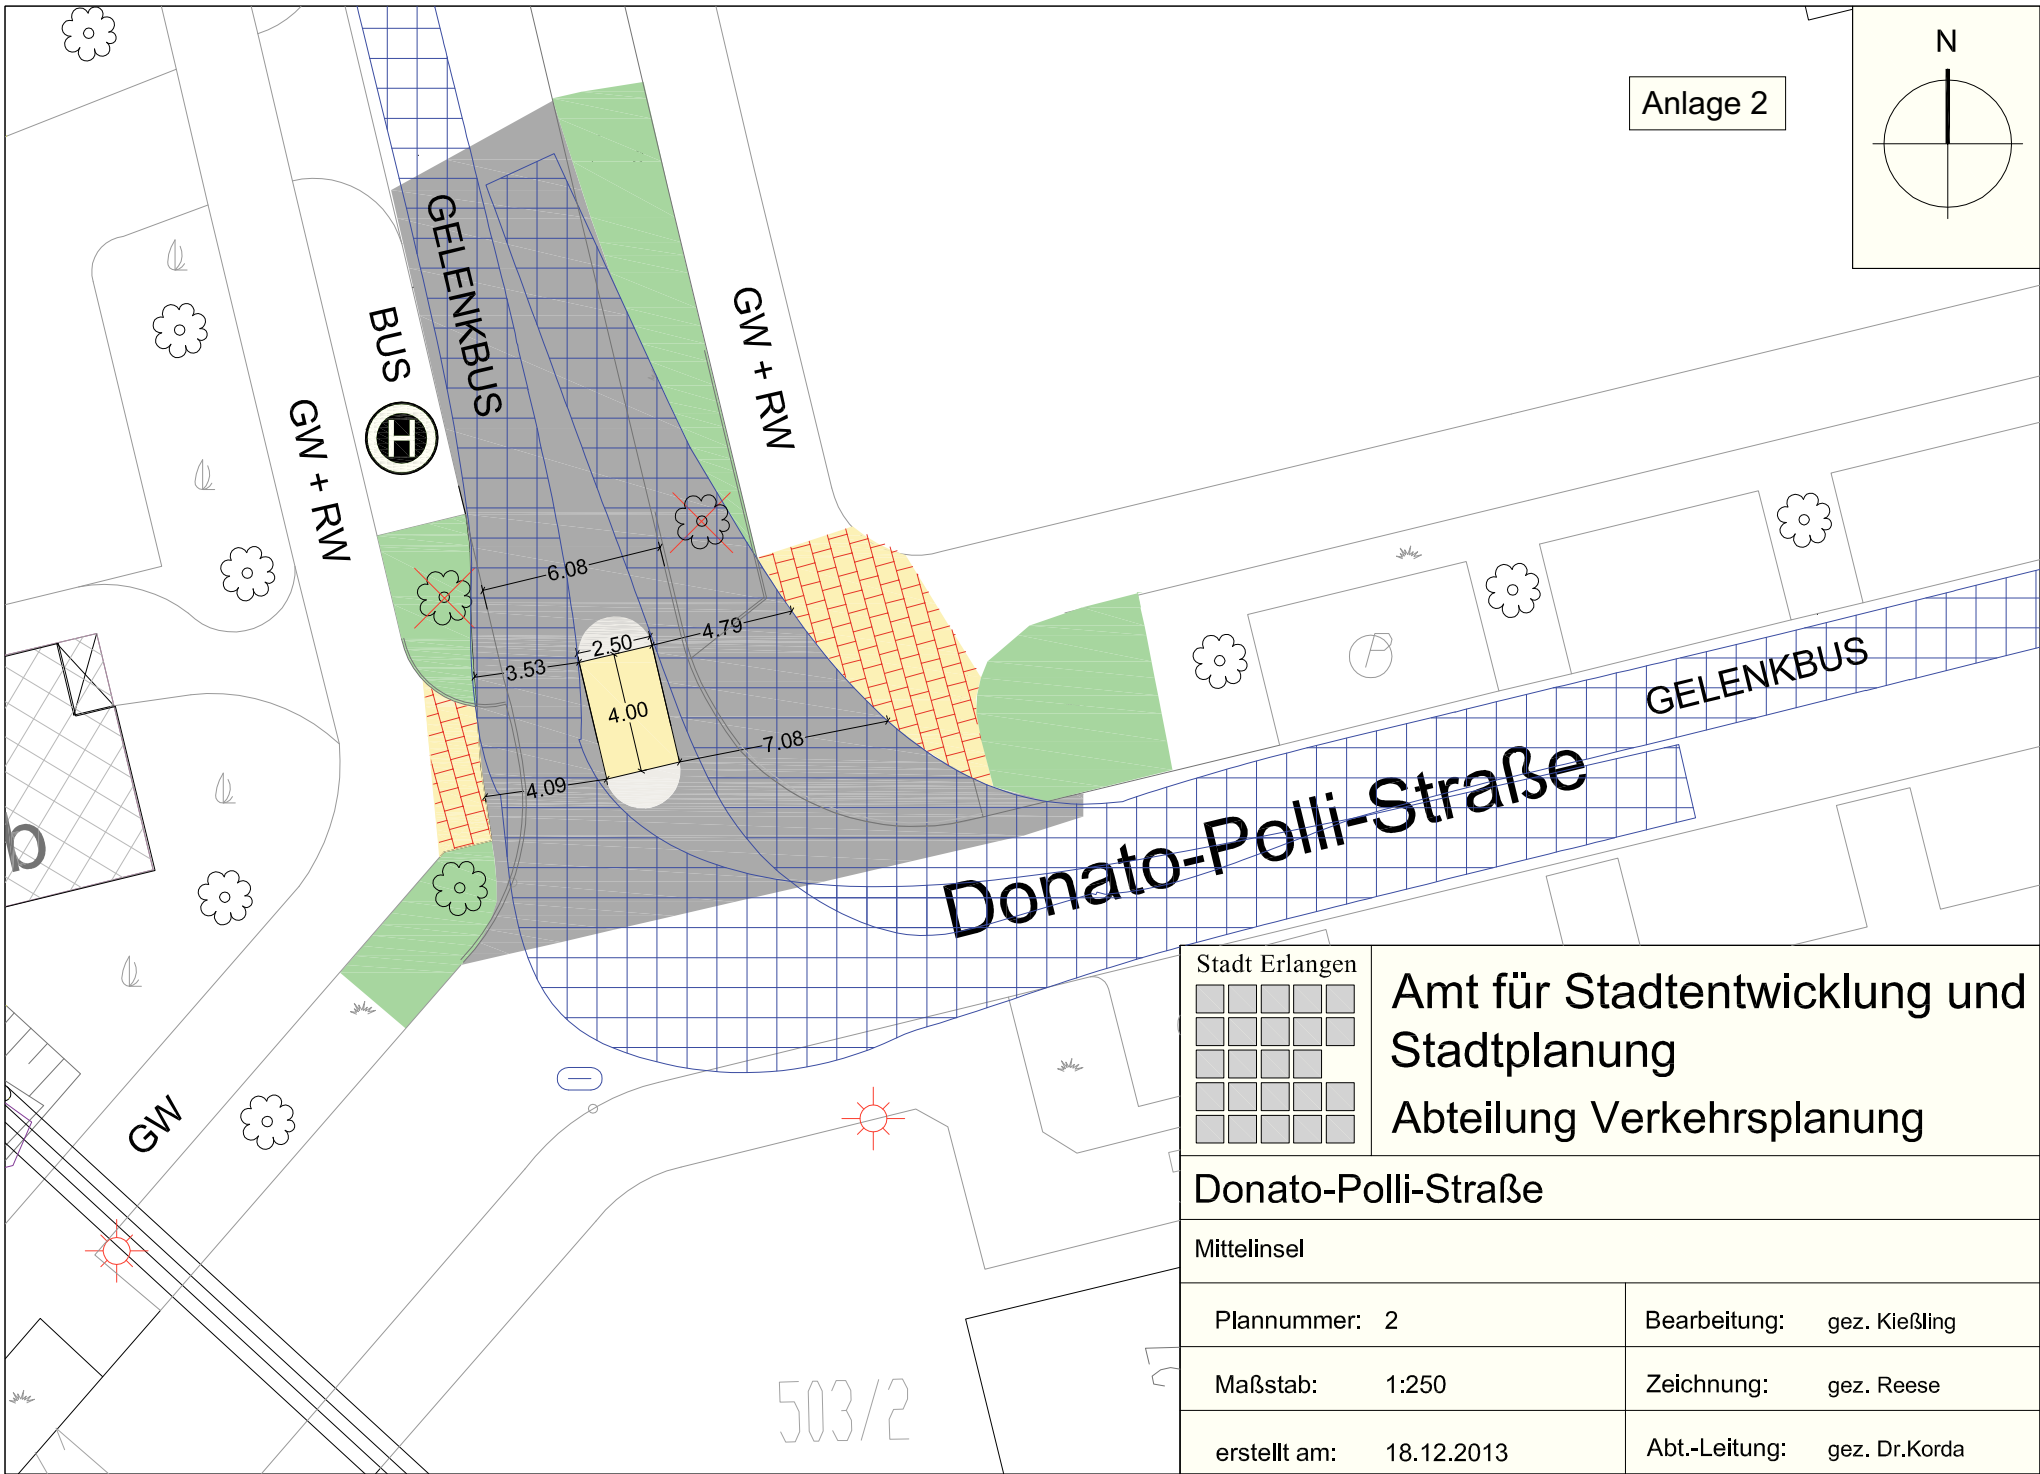 N
Anlage 2
GELENKBUS
BUS
H
GW + RW
GW + RW
6.08
2.50
4.79
3.53
4.00
7.08
4.09
P
GELENKBUS
Donato-Polli-Straße
b
GW
503/2
Stadt Erlangen
Amt für Stadtentwicklung und
Stadtplanung
Abteilung Verkehrsplanung
Donato-Polli-Straße
Mittelinsel
Plannummer: 2
Bearbeitung: gez. Kießling
Maßstab: 1:250
Zeichnung: gez. Reese
erstellt am: 18.12.2013
Abt.-Leitung: gez. Dr.Korda